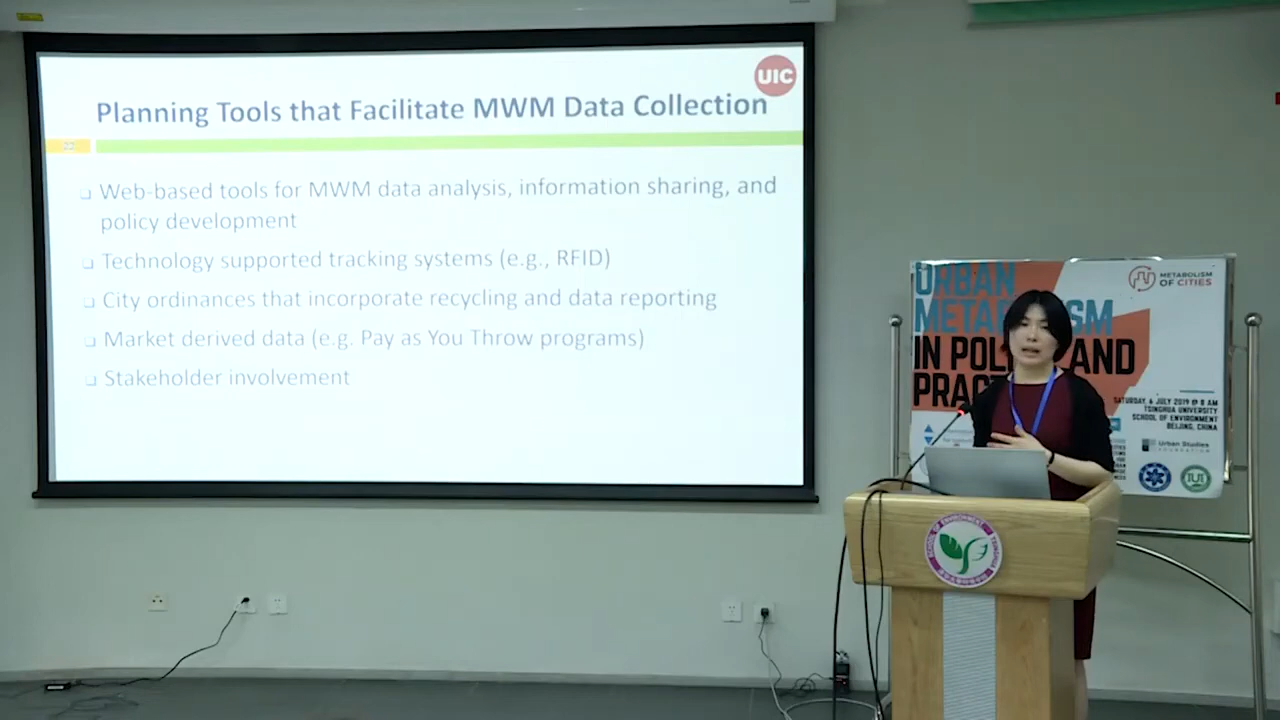 UIC
Planning Tools that Facilitate MWM Data Collection
22
❑ Web-based tools for MWM data analysis, information sharing, and
policy development
❑ Technology supported tracking systems (e.g., RFID)
❑ City ordinances that incorporate recycling and data reporting
❑ Market derived data (e.g. Pay as You Throw programs)
❑ Stakeholder involvement
METABOLISM
OF CITIES
URBAN
IN AND
SATURDAY, 6 JULY 2019 @ 8 AM
TSINGHUA UNIVERSITY
SCHOOL OF ENVIRONMENT
BEIJING, CHINA
Urban Studies
FOUNDATION
SCHOOL OF ENVIRONMENT TSINGHUA